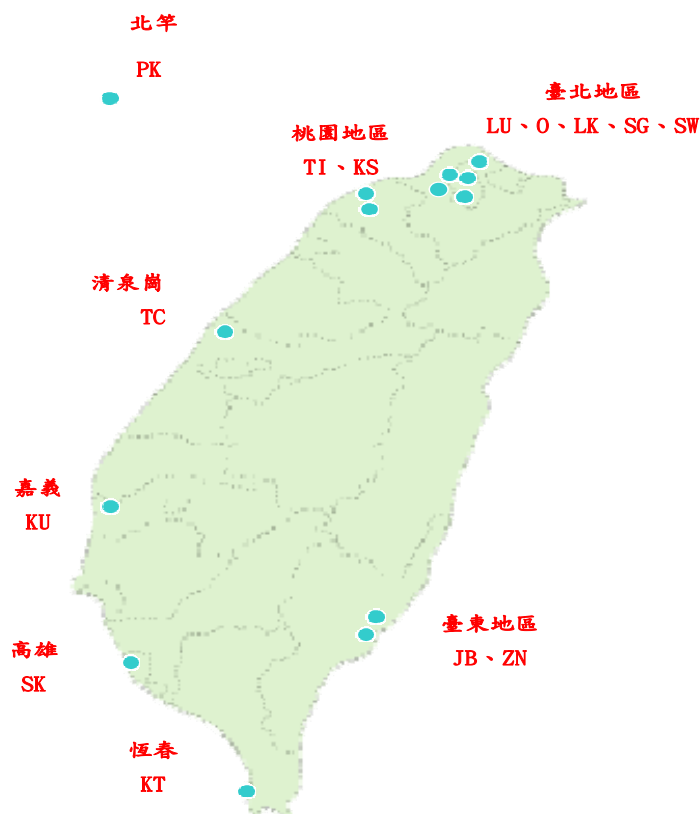 北竿
PK
臺北地區
LU、O、LK、SG、SW
桃園地區
TI、KS
清泉崗
TC
嘉義
KU
臺東地區
JB、ZN
高雄
SK
恆春
KT